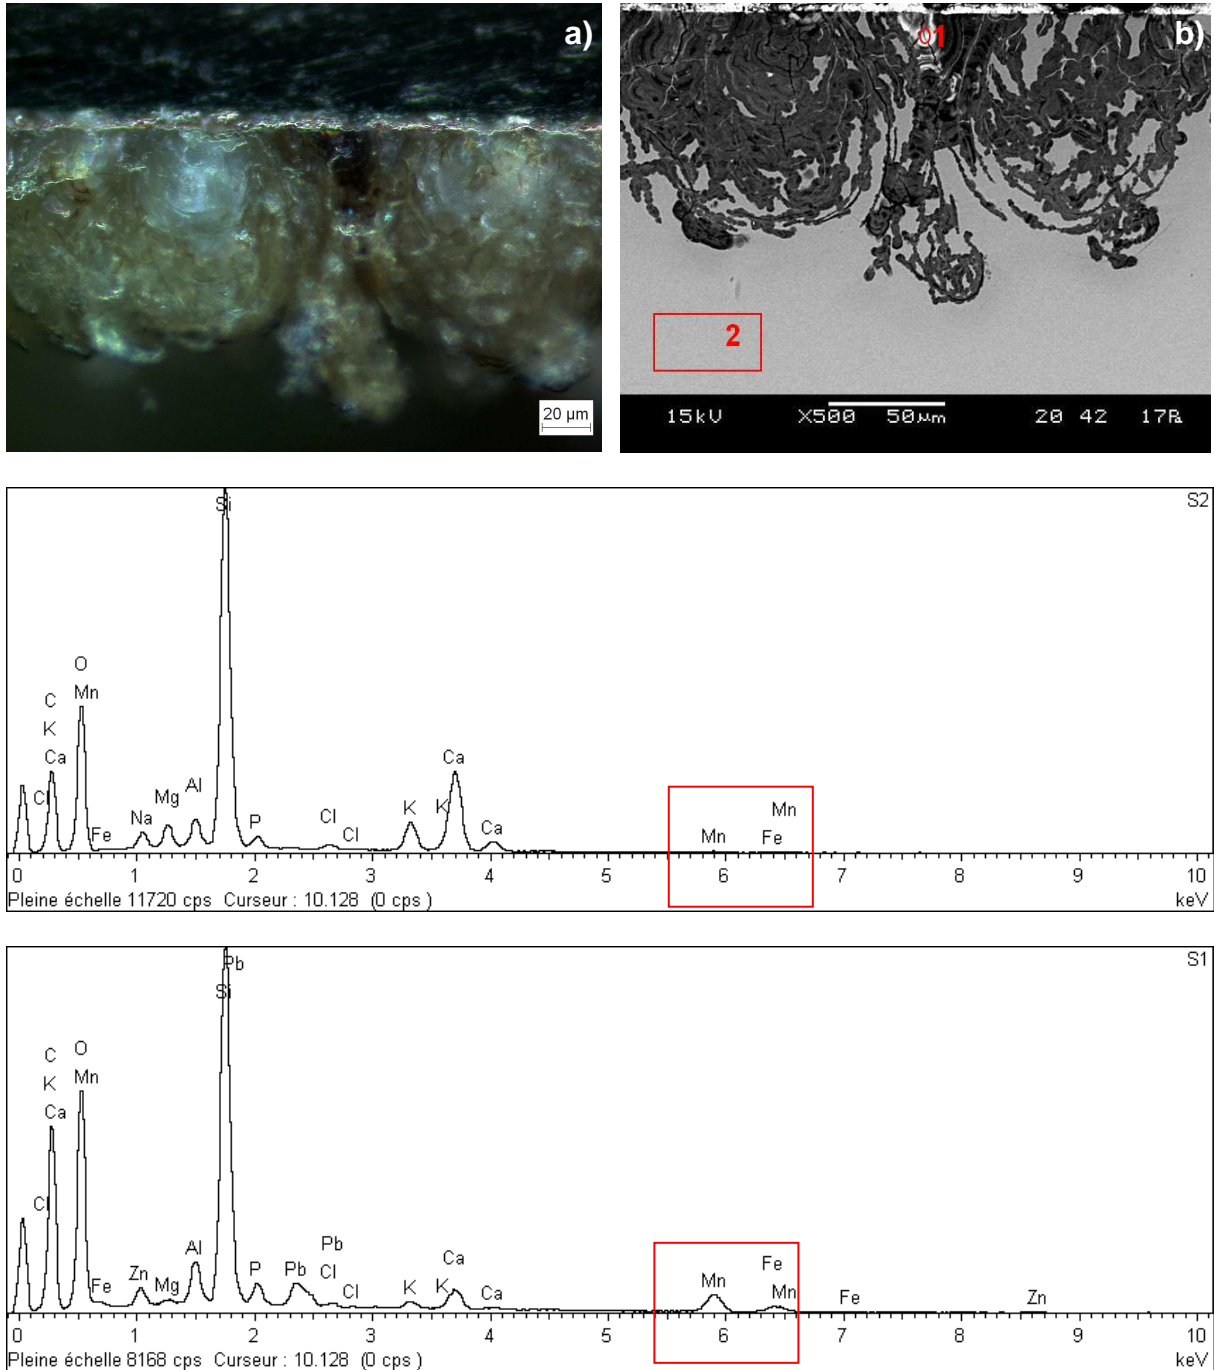 a)
20 µm
b)
1
2
15kV X500 50µm 20 42 17
S2
Si
O
C Mn
K
Ca Ca
Cl Mg Al Mn
Fe Na P Cl Cl K K Ca Mn Fe
0 1 2 3 4 5 6 7 8 9 10
Pleine échelle 11720 cps Curseur : 10.128 (0 cps )
keV
S1
Pb
Si
O
C
K Mn
Ca
Cl Pb
Al Cl Ca Fe
Fe Zn Mg P Pb Cl K K Ca Mn Mn Fe Zn
0 1 2 3 4 5 6 7 8 9 10
Pleine échelle 8168 cps Curseur : 10.128 (0 cps )
keV